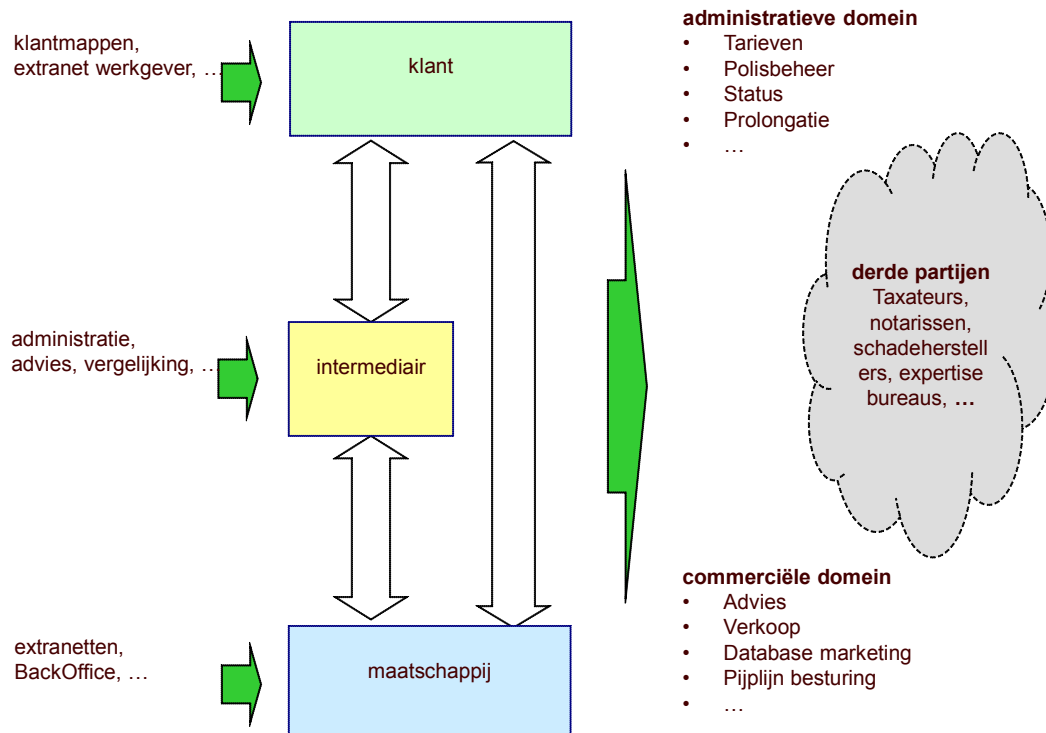 klantmappen,
extranet werkgever, …
klant
administratieve domein
• Tarieven
• Polisbeheer
• Status
• Prolongatie
• …
derde partijen
Taxateurs,
notarissen,
schadeherstell
ers, expertise
bureaus, …
administratie,
advies, vergelijking, …
intermediair
extranetten,
BackOffice, …
maatschappij
commerciële domein
• Advies
• Verkoop
• Database marketing
• Pijplijn besturing
• …